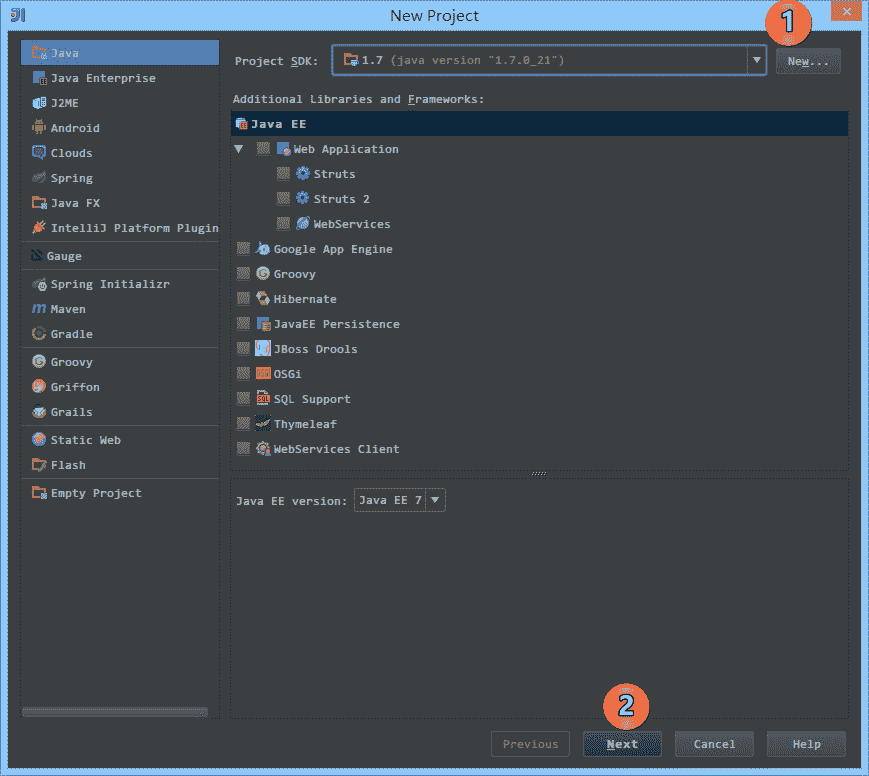 New Project
1
Project SDK: 1.7 (java version "1.7.0_21") New...
Java
Java Enterprise
J2ME
Android
Clouds
Spring
Java FX
IntelliJ Platform Plugin
Gauge
Spring Initializr
Maven
Gradle
Groovy
Griffon
Grails
Static Web
Flash
Empty Project
Additional Libraries and Frameworks:
Java EE
Web Application
Struts
Struts 2
WebServices
Google App Engine
Groovy
Hibernate
JavaEE Persistence
JBoss Drools
OSGi
SQL Support
Thymeleaf
WebServices Client
Java EE version: Java EE 7
2
Previous Next Cancel Help